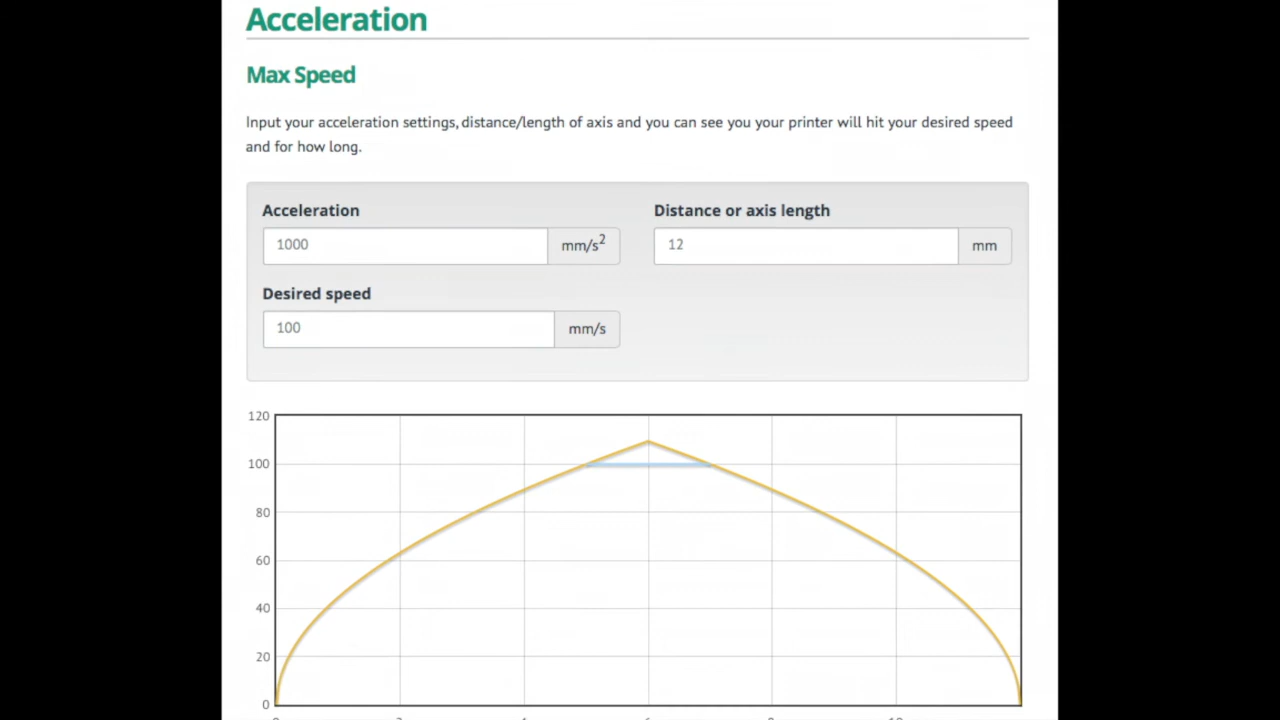 Acceleration
Max Speed
Input your acceleration settings, distance/length of axis and you can see you your printer will hit your desired speed
and for how long.
Acceleration
Distance or axis length
1000 mm/s²
12 mm
Desired speed
100 mm/s
120
100
80
60
40
20
0